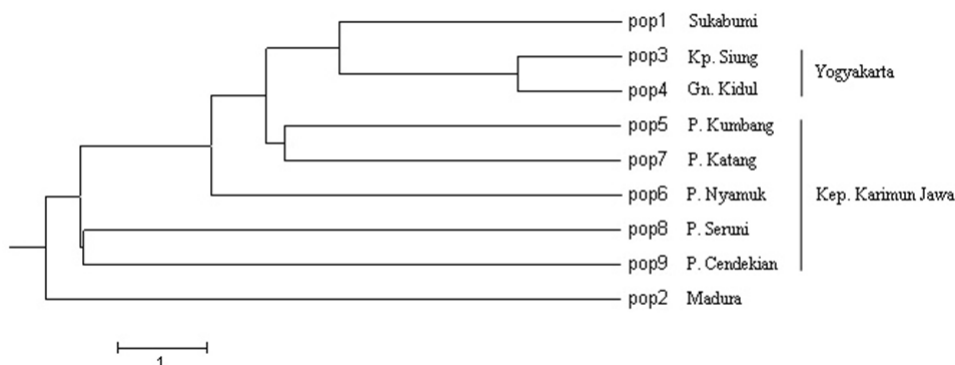 pop1 Sukabumi
pop3 Kp. Siung
Yogyakarta
pop4 Gn. Kidul
pop5 P. Kumbang
pop7 P. Katang
pop6 P. Nyamuk
Kep. Karimun Jawa
pop8 P. Seruni
pop9 P. Cendekian
pop2 Madura
1